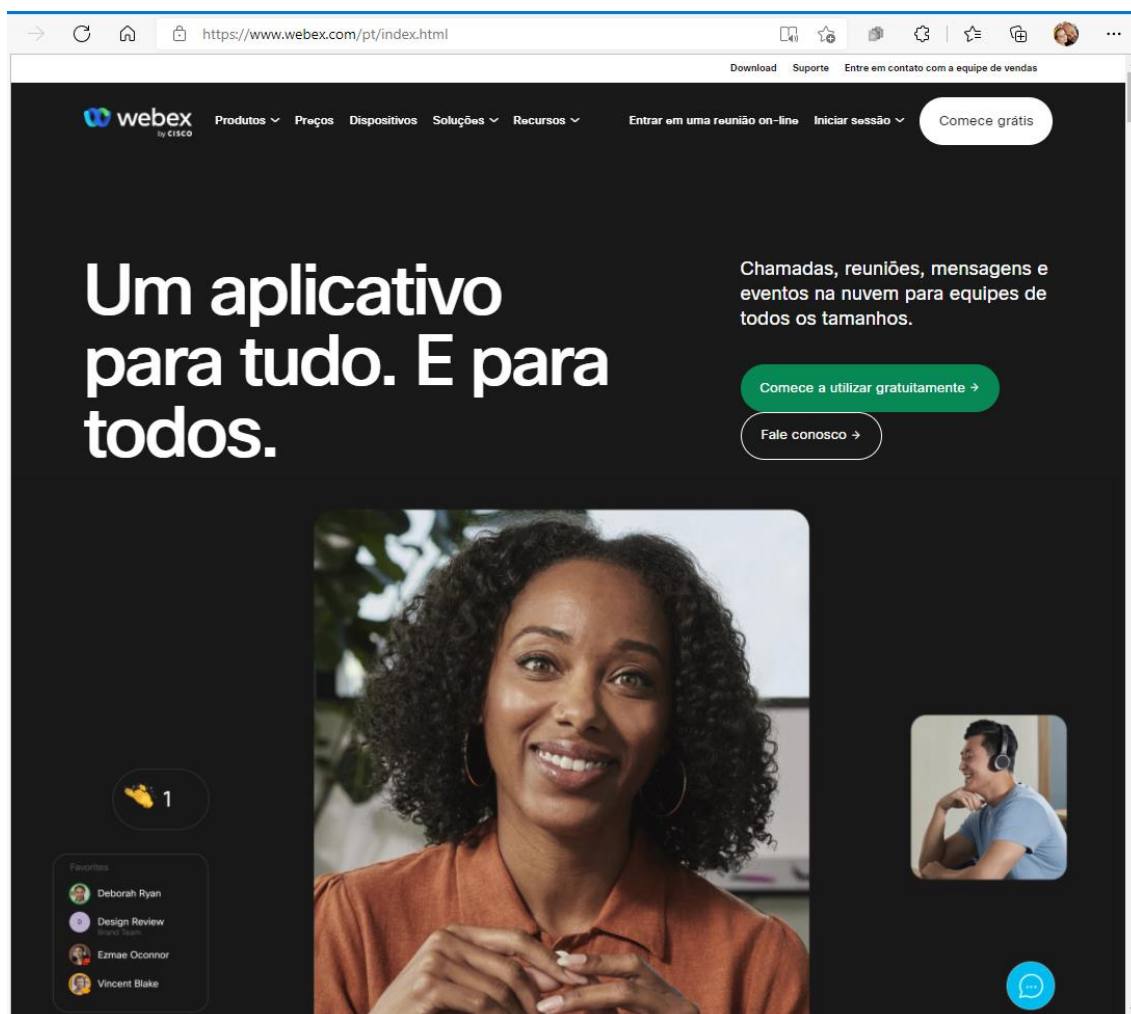 https://www.webex.com/pt/index.html
Download Suporte Entre em contato com a equipe de vendas
webex by CISCO Produtos Preços Dispositivos Soluções Recursos Entrar em uma reunião on-line Iniciar sessão Comece grátis
Um aplicativo
para tudo. E para
todos.
Chamadas, reuniões, mensagens e
eventos na nuvem para equipes de
todos os tamanhos.
Comece a utilizar gratuitamente →
Fale conosco →
1
Favorites
Deborah Ryan
D
Design Review
Brand Team
Ezmae Oconnor
Vincent Blake